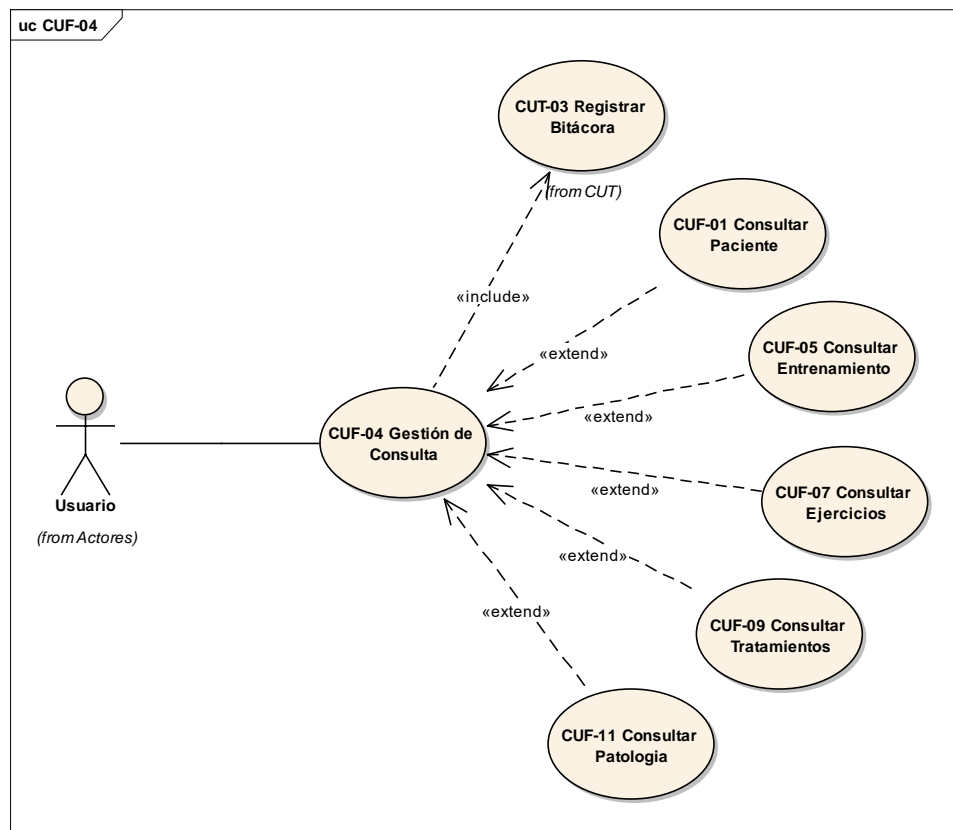 uc CUF-04
CUT-03 Registrar
Bitácora
(from CUT)
CUF-01 Consultar
Paciente
«include»
«extend»
CUF-05 Consultar
Entrenamiento
«extend»
CUF-04 Gestión de
Consulta
Usuario
(from Actores)
«extend»
CUF-07 Consultar
Ejercicios
«extend»
CUF-09 Consultar
Tratamientos
«extend»
CUF-11 Consultar
Patologia